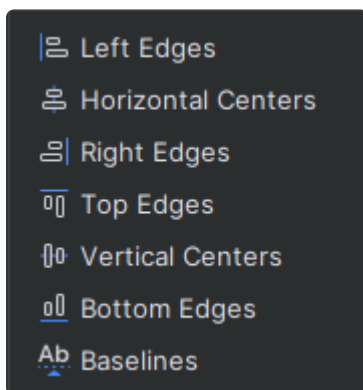 Left Edges
Horizontal Centers
Right Edges
Top Edges
Vertical Centers
Bottom Edges
Ab Baselines